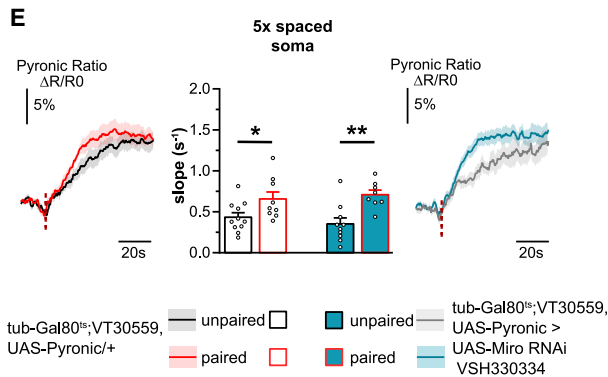 E
5x spaced
soma
Pyronic Ratio
ΔR/R0
5%
20s
slope (s⁻¹)
2.0
1.5
1.0
0.5
0.0
*
**
Pyronic Ratio
ΔR/R0
5%
20s
tub-Gal80ᵗˢ;VT30559,
UAS-Pyronic/+
unpaired
paired
unpaired
paired
tub-Gal80ᵗˢ;VT30559,
UAS-Pyronic >
UAS-Miro RNAi
VSH330334